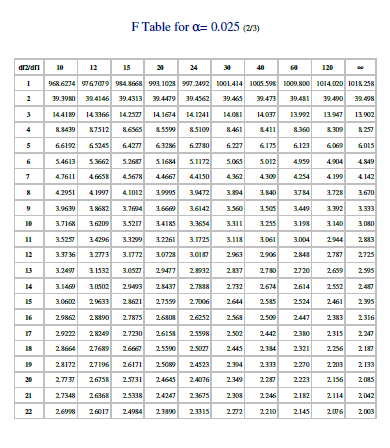 F Table for α= 0.025 (2/3)
df2/df1 10 12 15 20 24 30 40 60 120 ∞
1 968.6274 976.7079 984.8668 993.1028 997.2492 1001.414 1005.598 1009.800 1014.020 1018.258
2 39.3980 39.4146 39.4313 39.4479 39.4562 39.465 39.473 39.481 39.490 39.498
3 14.4189 14.3366 14.2527 14.1674 14.1241 14.081 14.037 13.992 13.947 13.902
4 8.8439 8.7512 8.6565 8.5599 8.5109 8.461 8.411 8.360 8.309 8.257
5 6.6192 6.5245 6.4277 6.3286 6.2780 6.227 6.175 6.123 6.069 6.015
6 5.4613 5.3662 5.2687 5.1684 5.1172 5.065 5.012 4.959 4.904 4.849
7 4.7611 4.6658 4.5678 4.4667 4.4150 4.362 4.309 4.254 4.199 4.142
8 4.2951 4.1997 4.1012 3.9995 3.9472 3.894 3.840 3.784 3.728 3.670
9 3.9639 3.8682 3.7694 3.6669 3.6142 3.560 3.505 3.449 3.392 3.333
10 3.7168 3.6209 3.5217 3.4185 3.3654 3.311 3.255 3.198 3.140 3.080
11 3.5257 3.4296 3.3299 3.2261 3.1725 3.118 3.061 3.004 2.944 2.883
12 3.3736 3.2773 3.1772 3.0728 3.0187 2.963 2.906 2.848 2.787 2.725
13 3.2497 3.1532 3.0527 2.9477 2.8932 2.837 2.780 2.720 2.659 2.595
14 3.1469 3.0502 2.9493 2.8437 2.7888 2.732 2.674 2.614 2.552 2.487
15 3.0602 2.9633 2.8621 2.7559 2.7006 2.644 2.585 2.524 2.461 2.395
16 2.9862 2.8890 2.7875 2.6808 2.6252 2.568 2.509 2.447 2.383 2.316
17 2.9222 2.8249 2.7230 2.6158 2.5598 2.502 2.442 2.380 2.315 2.247
18 2.8664 2.7689 2.6667 2.5590 2.5027 2.445 2.384 2.321 2.256 2.187
19 2.8172 2.7196 2.6171 2.5089 2.4523 2.394 2.333 2.270 2.203 2.133
20 2.7737 2.6758 2.5731 2.4645 2.4076 2.349 2.287 2.223 2.156 2.085
21 2.7348 2.6368 2.5338 2.4247 2.3675 2.308 2.246 2.182 2.114 2.042
22 2.6998 2.6017 2.4984 2.3890 2.3315 2.272 2.210 2.145 2.076 2.003